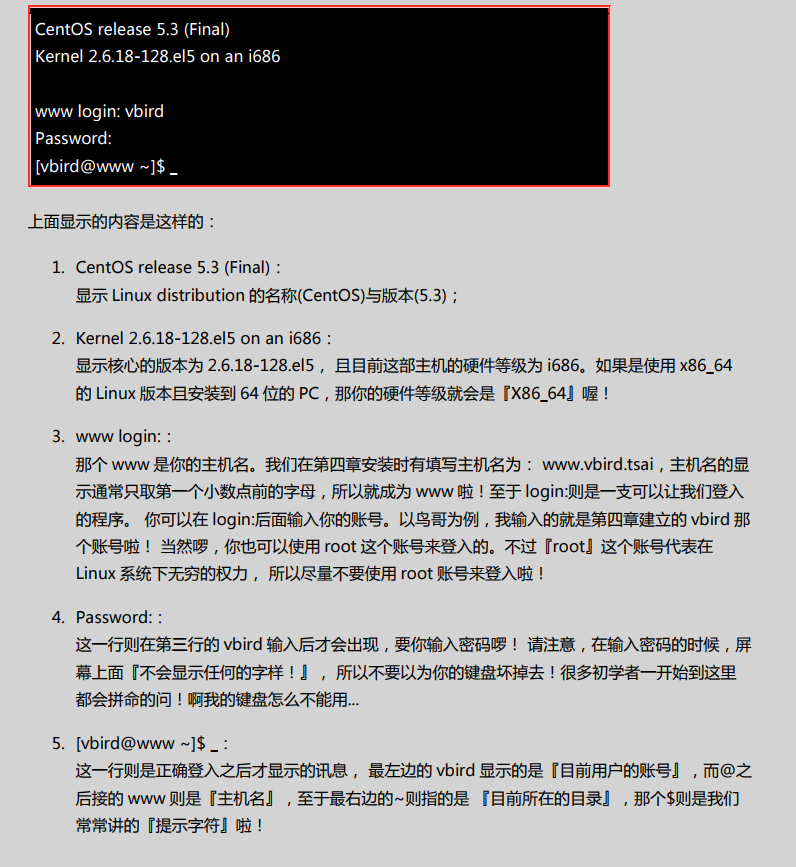 CentOS release 5.3 (Final)
Kernel 2.6.18-128.el5 on an i686
www login: vbird
Password:
[vbird@www ~]$ _
上面显示的内容是这样的：
1. CentOS release 5.3 (Final)：
显示 Linux distribution 的名称(CentOS)与版本(5.3)；
2. Kernel 2.6.18-128.el5 on an i686：
显示核心的版本为 2.6.18-128.el5， 且目前这部主机的硬件等级为 i686。如果是使用 x86_64
的 Linux 版本且安装到 64 位的 PC，那你的硬件等级就会是『X86_64』喔！
3. www login:：
那个 www 是你的主机名。我们在第四章安装时有填写主机名为： www.vbird.tsai，主机名的显
示通常只取第一个小数点前的字母，所以就成为 www 啦！至于 login:则是一支可以让我们登入
的程序。 你可以在 login:后面输入你的账号。以鸟哥为例，我输入的就是第四章建立的 vbird 那
个账号啦！ 当然啰，你也可以使用 root 这个账号来登入的。不过『root』这个账号代表在
Linux 系统下无穷的权力， 所以尽量不要使用 root 账号来登入啦！
4. Password:：
这一行则在第三行的 vbird 输入后才会出现，要你输入密码啰！ 请注意，在输入密码的时候，屏
幕上面『不会显示任何的字样！』， 所以不要以为你的键盘坏掉去！很多初学者一开始到这里
都会拼命的问！啊我的键盘怎么不能用...
5. [vbird@www ~]$ _：
这一行则是正确登入之后才显示的讯息， 最左边的 vbird 显示的是『目前用户的账号』，而@之
后接的 www 则是『主机名』，至于最右边的~则指的是 『目前所在的目录』，那个$则是我们
常常讲的『提示字符』啦！